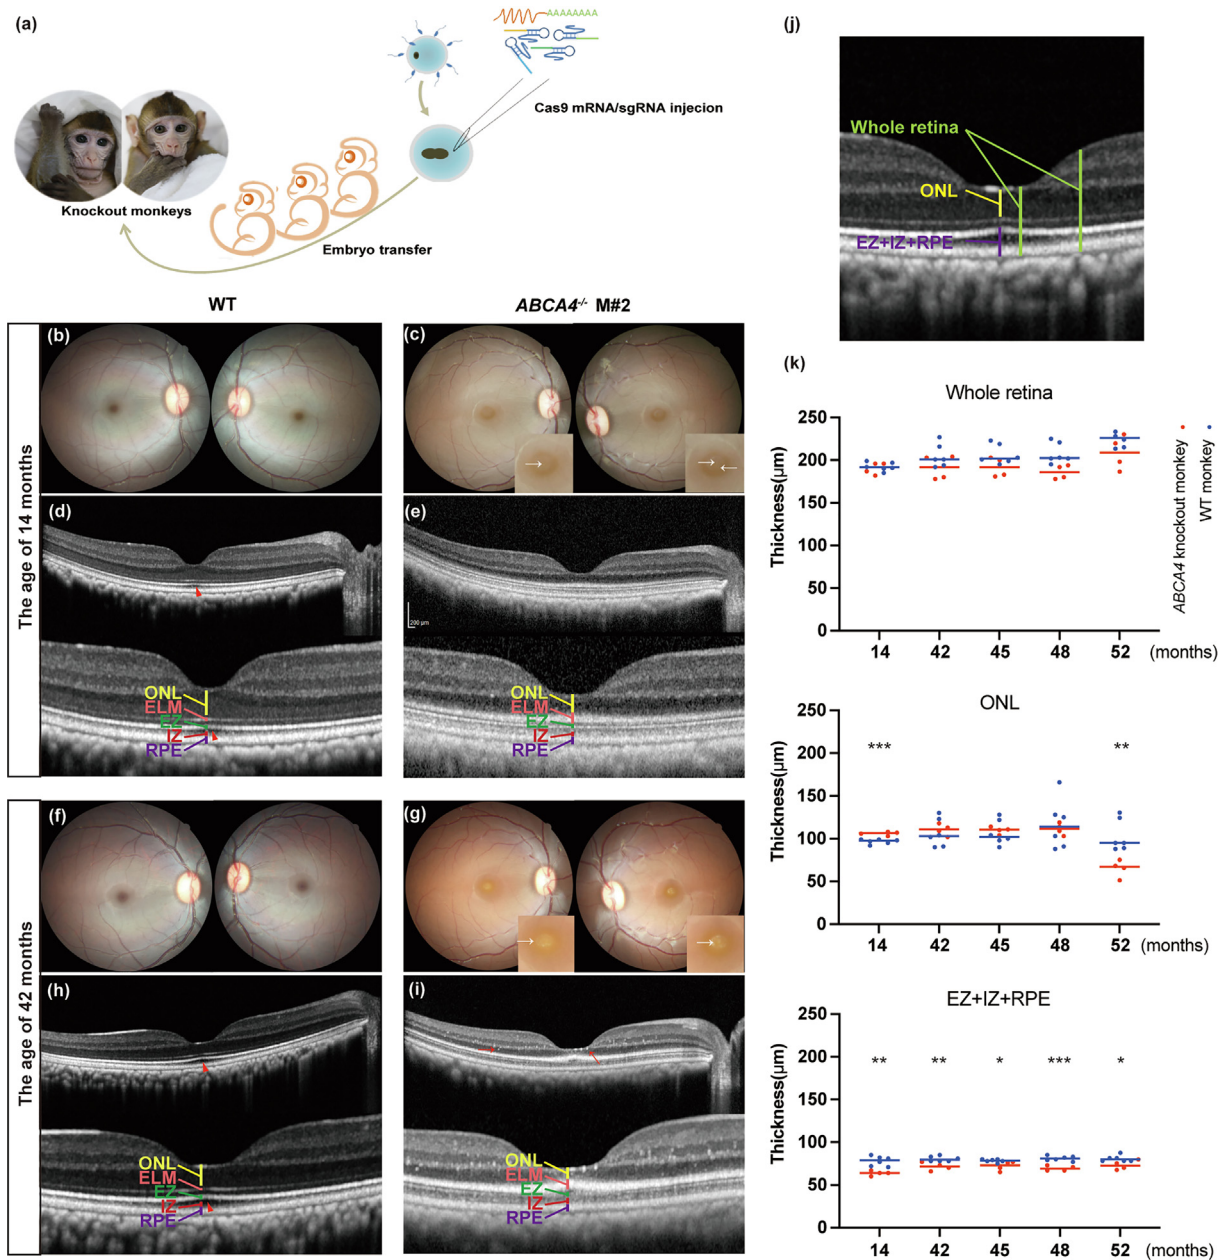 (a)
AAAAAAAA
Cas9 mRNA/sgRNA injecion
Knockout monkeys
Embryo transfer
WT
ABCA4-/- M#2
The age of 14 months
(b)
(c)
(d)
(e)
200 μm
ONL
ELM
EZ
IZ
RPE
ONL
ELM
EZ
IZ
RPE
The age of 42 months
(f)
(g)
(h)
(i)
ONL
ELM
EZ
IZ
RPE
ONL
ELM
EZ
IZ
RPE
(j)
Whole retina
ONL
EZ+IZ+RPE
(k)
Whole retina
Thickness(μm)
250
200
150
100
50
0
14 42 45 48 52 (months)
ABCA4 knockout monkey
WT monkey
ONL
Thickness(μm)
250
200
150
100
50
0
*** **
14 42 45 48 52 (months)
EZ+IZ+RPE
Thickness(μm)
250
200
150
100
50
0
** ** * *** *
14 42 45 48 52 (months)